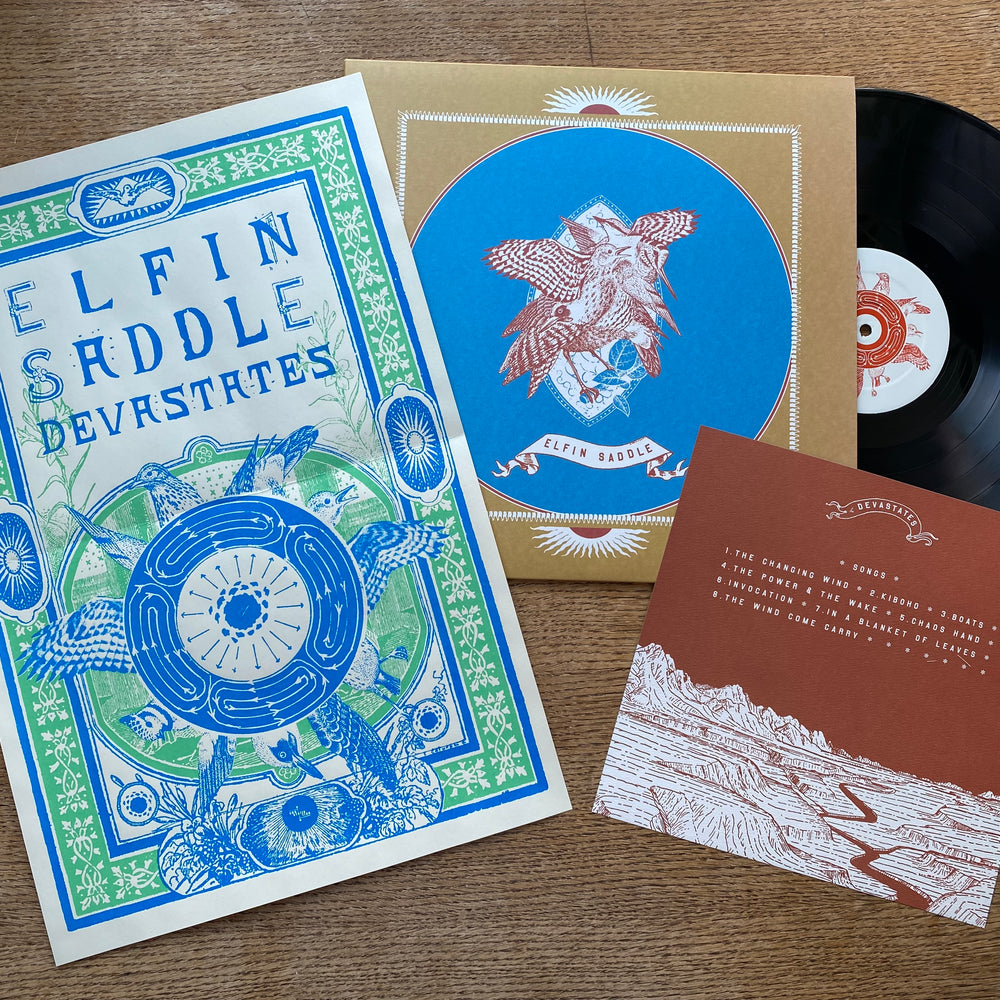 ELFIN
SADDLE
DEVASTATES
ELFIN SADDLE
DEVASTATES
* SONGS *
1.THE CHANGING WIND * 2.KIBOHO * 3.BOATS *
4.THE POWER & THE WAKE * 5.CHAOS HAND *
6.INVOCATION * 7.IN A BLANKET OF LEAVES *
8.THE WIND COME CARRY * * * * * * *